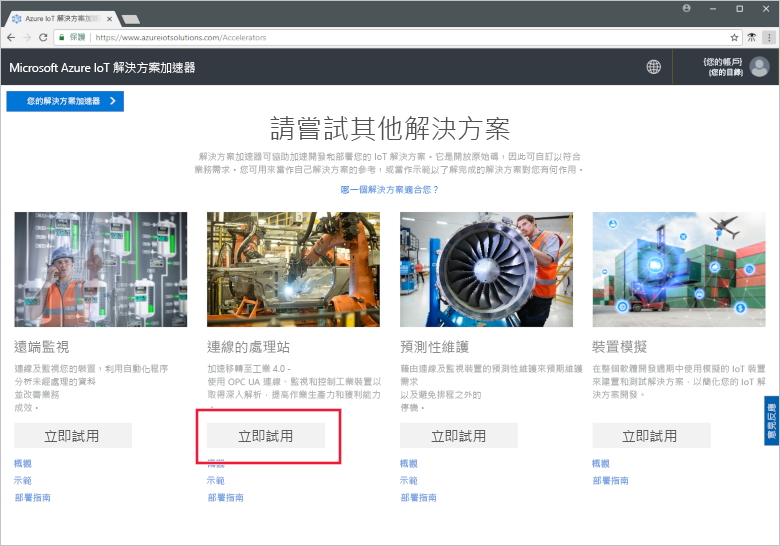 Azure IoT 解決方案加速
保護 https://www.azureiotsolutions.com/Accelerators
Microsoft Azure IoT 解決方案加速器
{您的帳戶}
{您的目錄}
您的解決方案加速器
請嘗試其他解決方案
解決方案加速器可協助加速開發和部署您的 IoT 解決方案。它是開放原始碼，因此可自訂以符合
業務需求。您可用來當作自己解決方案的參考，或當作示範以了解完成的解決方案對您有何作用。
哪一個解決方案適合您？
遠端監視
連線及監視您的裝置，利用自動化程序
分析未經處理的資料
並改善業務
成效。
立即試用
概觀
示範
部署指南
連線的處理站
加速移轉至工業 4.0 -
使用 OPC UA 連線、監視和控制工業裝置以
取得深入解析，提高作業生產力和獲利能力
。
立即試用
概觀
示範
部署指南
預測性維護
藉由連線及監視裝置的預測性維護來預期維護
需求
以及避免排程之外的
停機。
立即試用
概觀
示範
部署指南
裝置模擬
在整個軟體開發週期中使用模擬的 IoT 裝置
來建置和測試解決方案，以簡化您的 IoT 解
決方案開發。
立即試用
概觀
部署指南
意見反應